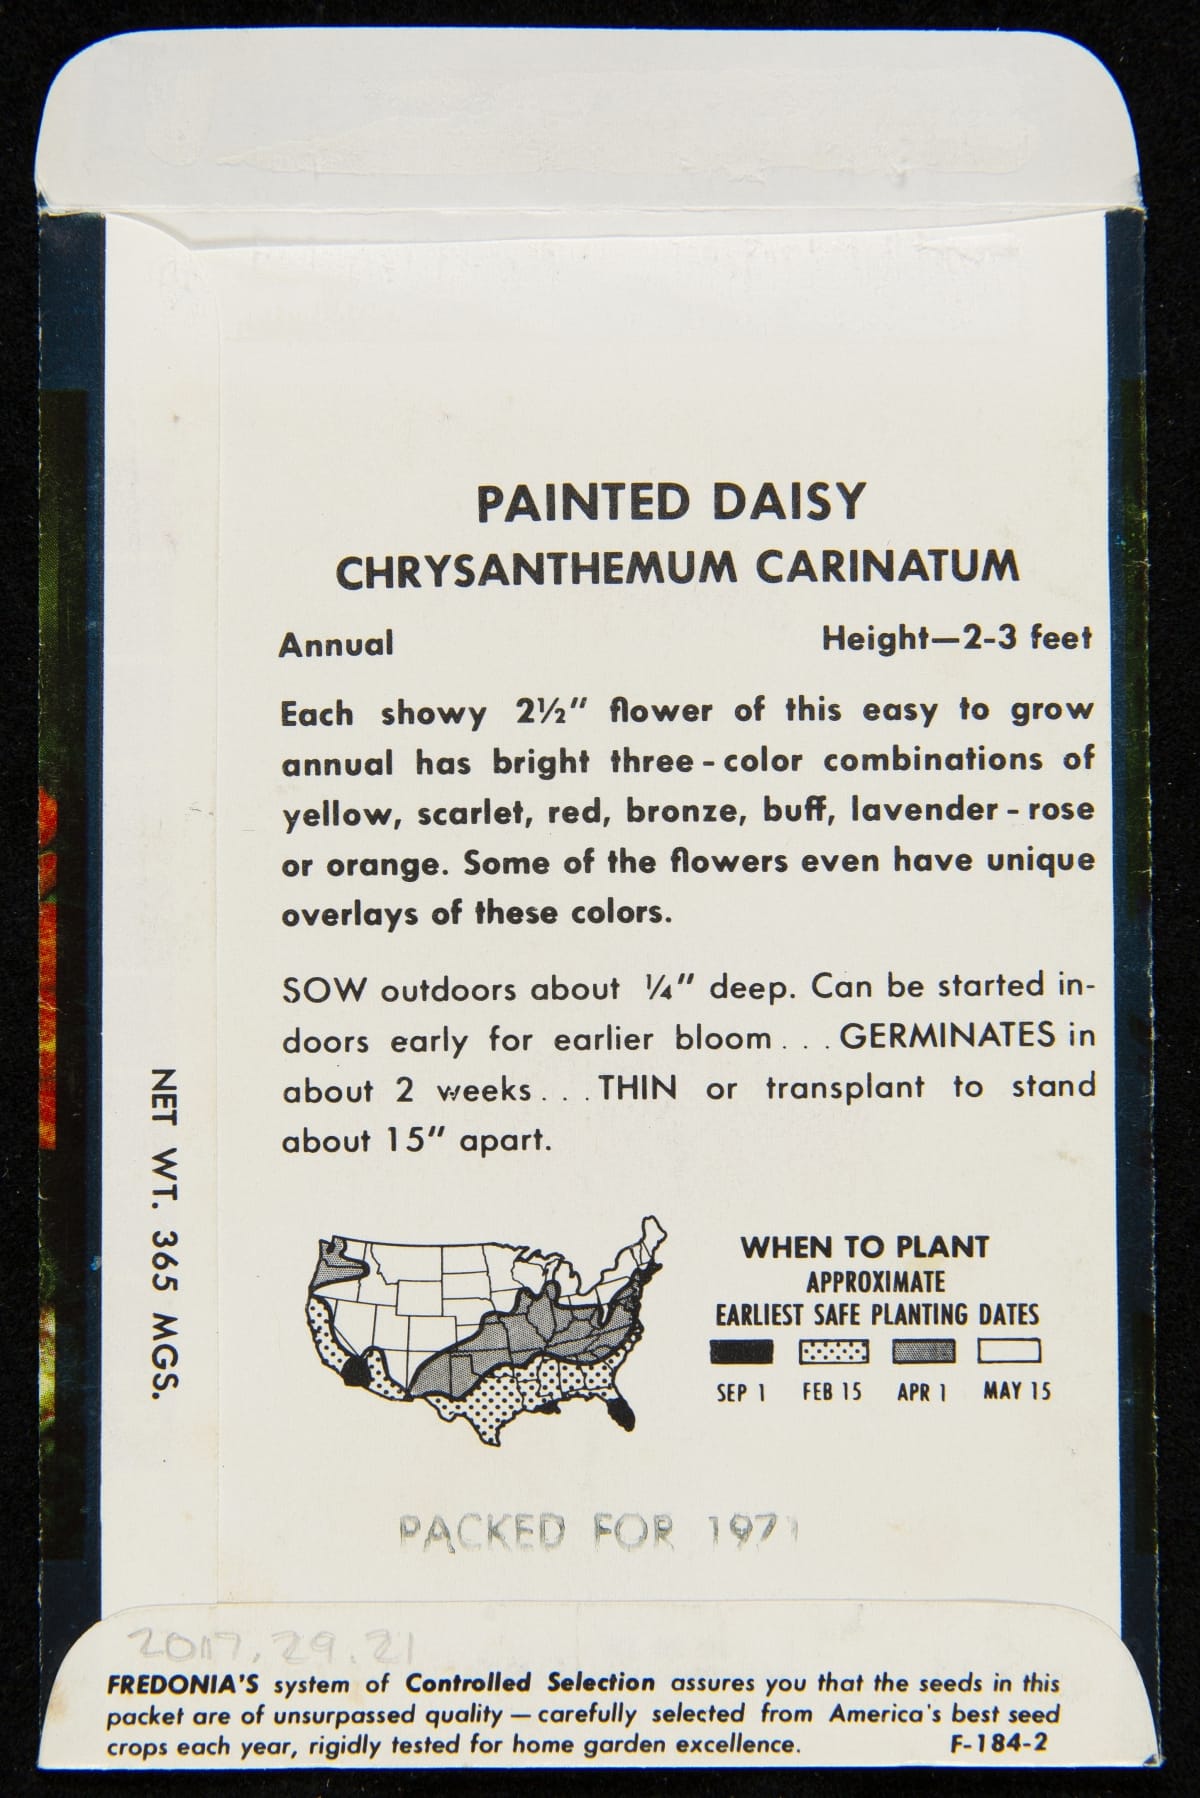 PAINTED DAISY
CHRYSANTHEMUM CARINATUM
Annual Height—2-3 feet
Each showy 2½" flower of this easy to grow
annual has bright three-color combinations of
yellow, scarlet, red, bronze, buff, lavender-rose
or orange. Some of the flowers even have unique
overlays of these colors.
SOW outdoors about ¼" deep. Can be started in-
doors early for earlier bloom . . . GERMINATES in
about 2 weeks . . . THIN or transplant to stand
about 15" apart.
NET WT. 365 MGS.
WHEN TO PLANT
APPROXIMATE
EARLIEST SAFE PLANTING DATES
SEP 1 FEB 15 APR 1 MAY 15
PACKED FOR 1971
2017.29.21
FREDONIA'S system of Controlled Selection assures you that the seeds in this
packet are of unsurpassed quality — carefully selected from America's best seed
crops each year, rigidly tested for home garden excellence. F-184-2